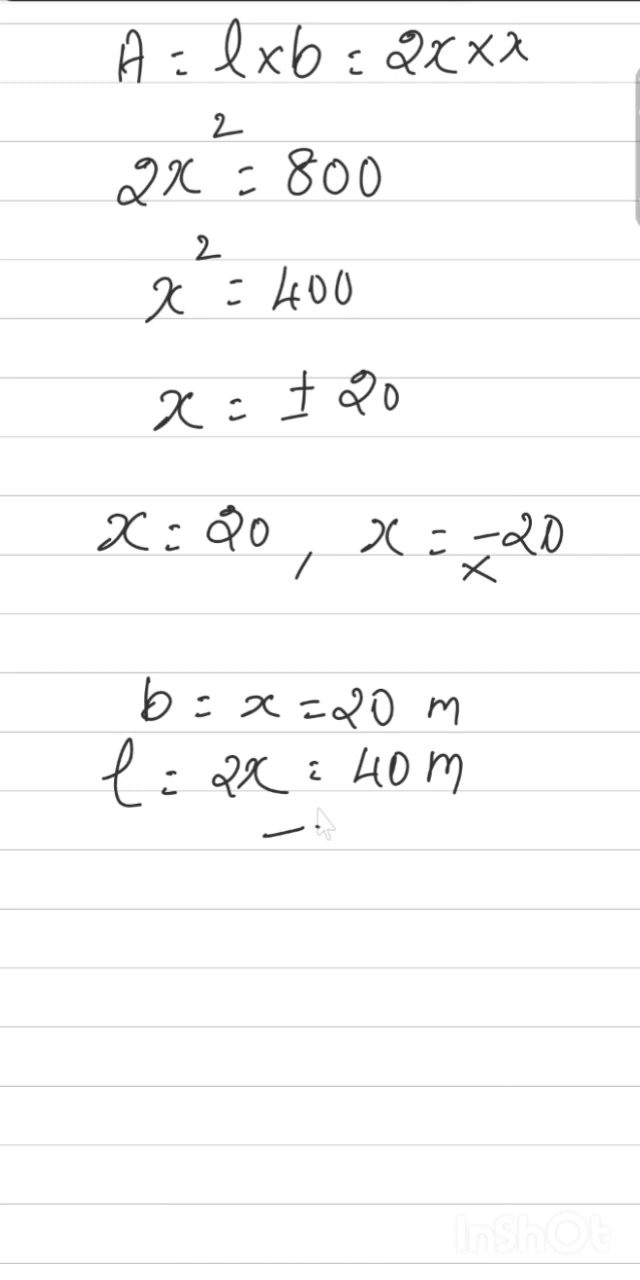 A = l × b = 2x × x
2x² = 800
x² = 400
x = ± 20
x = 20 , x = -20
×
b = x = 20 m
l = 2x = 40 m
InShOt